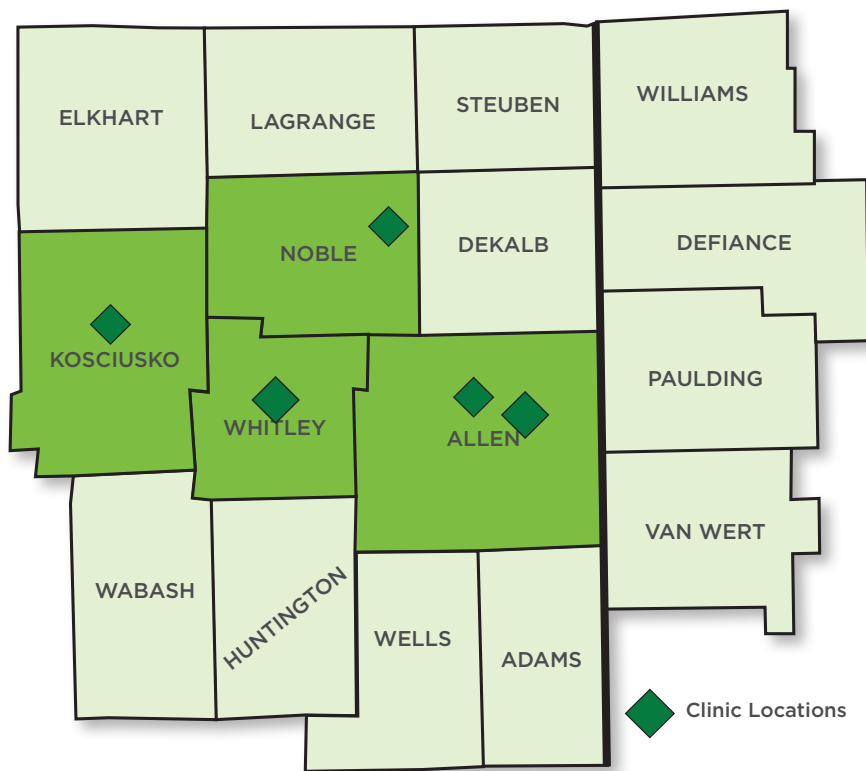 ELKHART
LAGRANGE
STEUBEN
WILLIAMS
NOBLE
DEKALB
DEFIANCE
KOSCIUSKO
WHITLEY
ALLEN
PAULDING
VAN WERT
WABASH
HUNTINGTON
WELLS
ADAMS
Clinic Locations